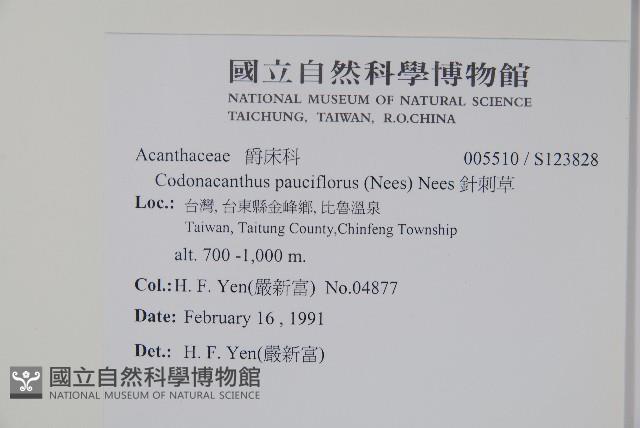 國立自然科學博物館
NATIONAL MUSEUM OF NATURAL SCIENCE
TAICHUNG, TAIWAN, R.O.CHINA
Acanthaceae 爵床科 005510 / S123828
Codonacanthus pauciflorus (Nees) Nees 針刺草
Loc.: 台灣, 台東縣金峰鄉, 比魯溫泉
Taiwan, Taitung County,Chinfeng Township
alt. 700 -1,000 m.
Col.: H. F. Yen(嚴新富) No.04877
Date: February 16 , 1991
Det.: H. F. Yen(嚴新富)
國立自然科學博物館
NATIONAL MUSEUM OF NATURAL SCIENCE